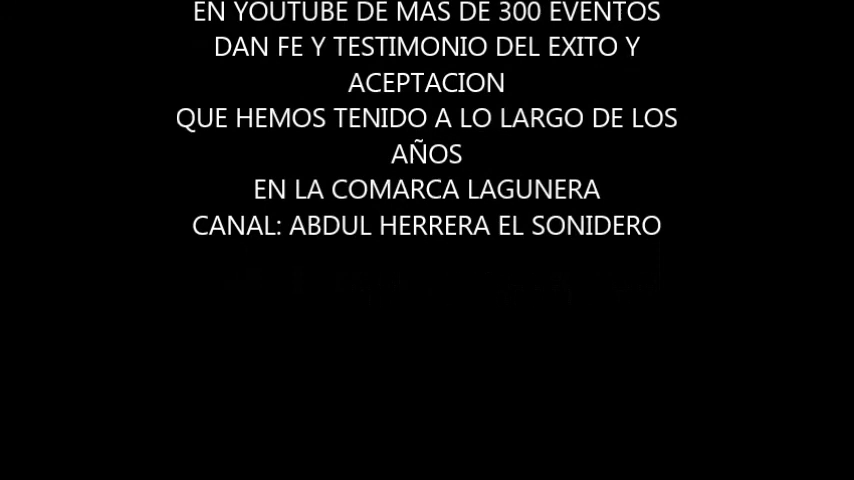 EN YOUTUBE DE MAS DE 300 EVENTOS
DAN FE Y TESTIMONIO DEL EXITO Y
ACEPTACION
QUE HEMOS TENIDO A LO LARGO DE LOS
AÑOS
EN LA COMARCA LAGUNERA
CANAL: ABDUL HERRERA EL SONIDERO